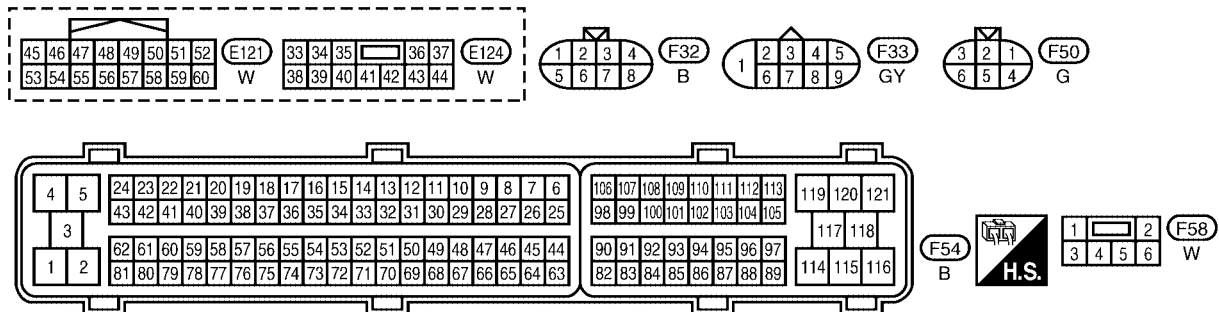 45 46 47 48 49 50 51 52
53 54 55 56 57 58 59 60
E121
W
33 34 35 36 37
38 39 40 41 42 43 44
E124
W
1 2 3 4
5 6 7 8
F32
B
1
2 3 4 5
6 7 8 9
F33
GY
3 2 1
6 5 4
F50
G
4 5
3
1 2
24 23 22 21 20 19 18 17 16 15 14 13 12 11 10 9 8 7 6
43 42 41 40 39 38 37 36 35 34 33 32 31 30 29 28 27 26 25
62 61 60 59 58 57 56 55 54 53 52 51 50 49 48 47 46 45 44
81 80 79 78 77 76 75 74 73 72 71 70 69 68 67 66 65 64 63
106 107 108 109 110 111 112 113
98 99 100 101 102 103 104 105
90 91 92 93 94 95 96 97
82 83 84 85 86 87 88 89
119 120 121
117 118
114 115 116
F54
B
H.S.
1 2
3 4 5 6
F58
W